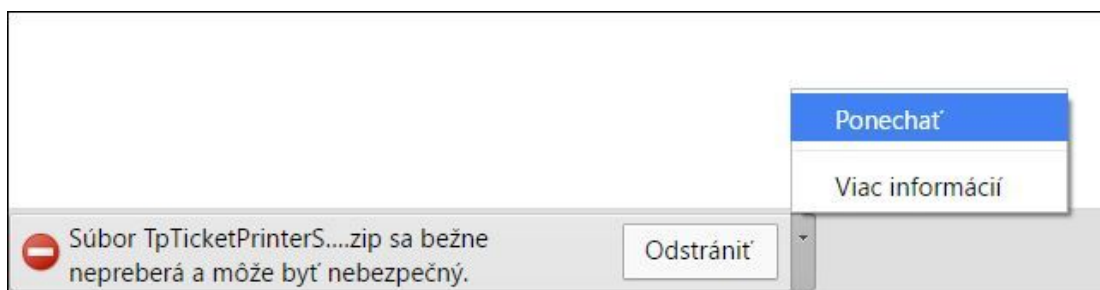 Ponechať
Viac informácií
Súbor TpTicketPrinterS....zip sa bežne
nepreberá a môže byť nebezpečný.
Odstrániť